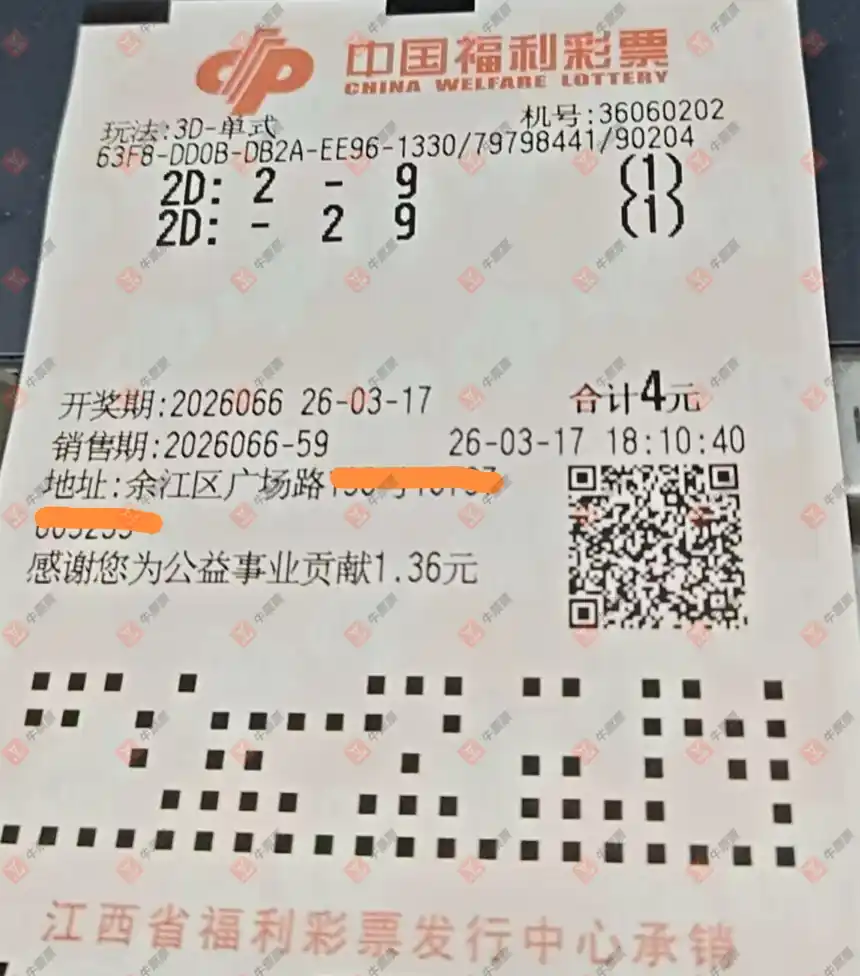 中国福利彩票
CHINA WELFARE LOTTERY
玩法:3D-单式 机号:36060202
63F8-DD0B-DB2A-EE96-1330/79798441/90204
2D: 2 - 9 (1)
2D: - 2 9 (1)
开奖期:2026066 26-03-17 合计4元
销售期:2026066-59 26-03-17 18:10:40
地址:余江区广场路
感谢您为公益事业贡献1.36元
江西省福利彩票发行中心承销